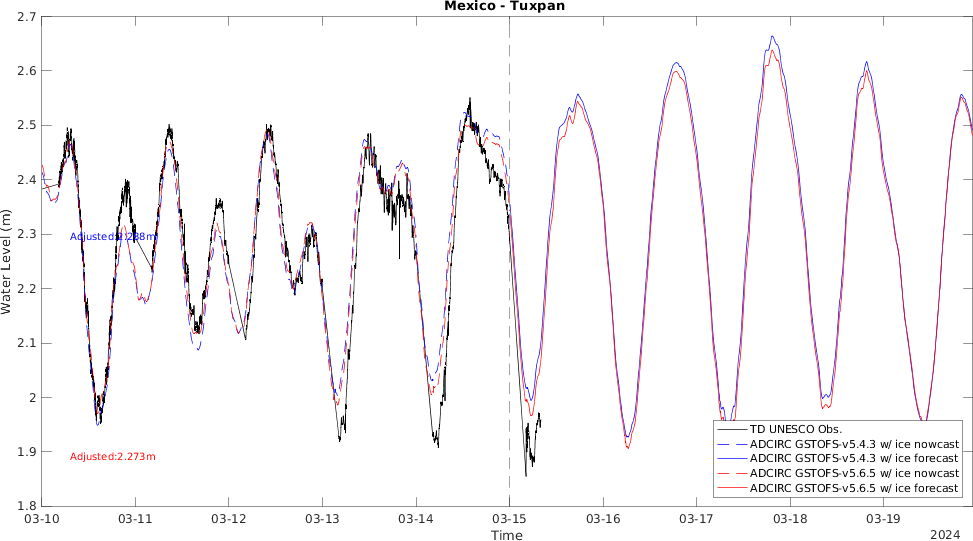 Mexico - Tuxpan
2.7
2.6
2.5
2.4
2.3
2.2
2.1
2
1.9
1.8
Water Level (m)
Adjusted:2.288m
Adjusted:2.273m
TD UNESCO Obs.
ADCIRC GSTOFS-v5.4.3 w/ ice nowcast
ADCIRC GSTOFS-v5.4.3 w/ ice forecast
ADCIRC GSTOFS-v5.6.5 w/ ice nowcast
ADCIRC GSTOFS-v5.6.5 w/ ice forecast
03-10 03-11 03-12 03-13 03-14 03-15 03-16 03-17 03-18 03-19
Time
2024